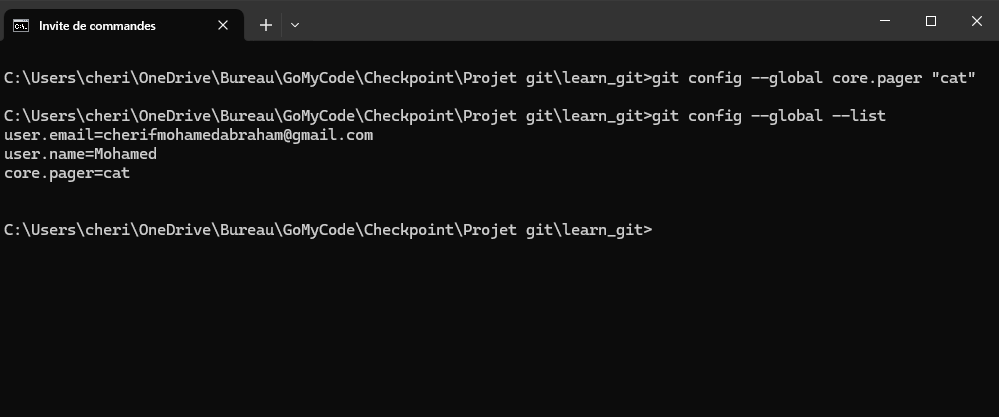 Invite de commandes
C:\Users\cheri\OneDrive\Bureau\GoMyCode\Checkpoint\Projet git\learn_git>git config --global core.pager "cat"
C:\Users\cheri\OneDrive\Bureau\GoMyCode\Checkpoint\Projet git\learn_git>git config --global --list
user.email=cherifmohamedabraham@gmail.com
user.name=Mohamed
core.pager=cat
C:\Users\cheri\OneDrive\Bureau\GoMyCode\Checkpoint\Projet git\learn_git>